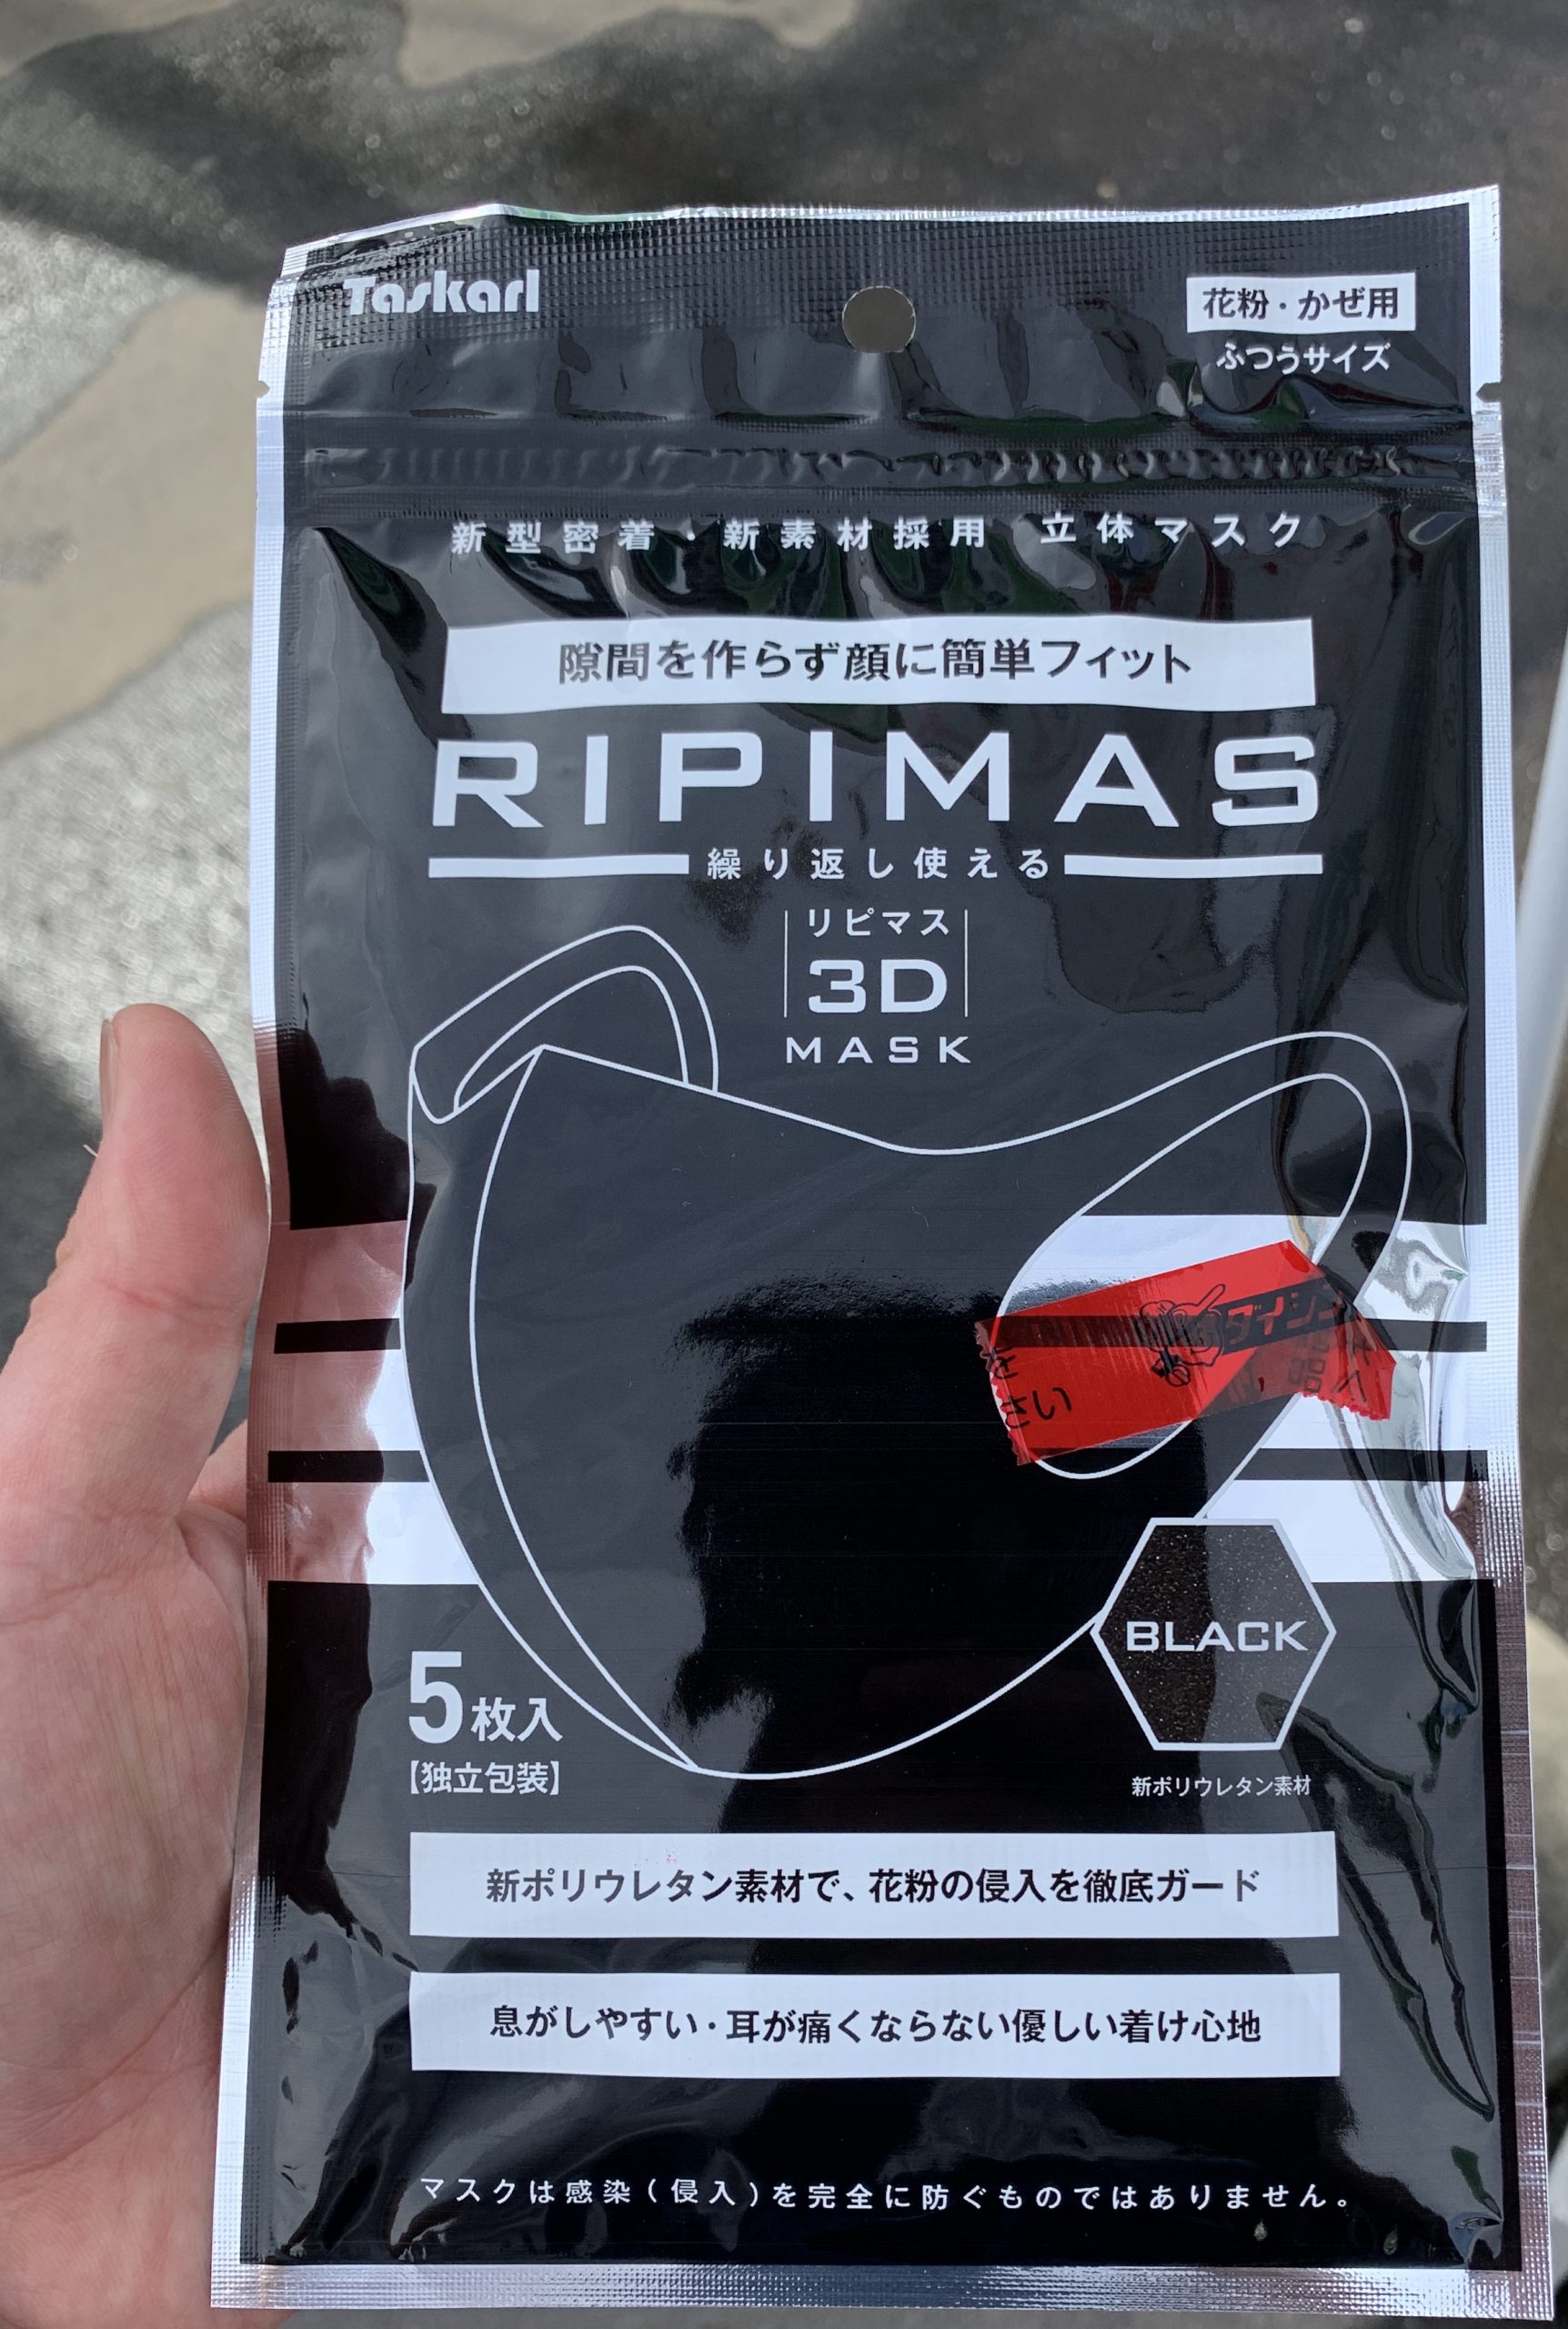 Taskarl
花粉・かぜ用
ふつうサイズ
新型密着・新素材採用 立体マスク
隙間を作らず顔に簡単フィット
RIPIMAS
繰り返し使える
リピマス
3D
MASK
ダイシン
を
さい
品
BLACK
5枚入
【独立包装】
新ポリウレタン素材
新ポリウレタン素材で、花粉の侵入を徹底ガード
息がしやすい・耳が痛くならない優しい着け心地
マスクは感染(侵入)を完全に防ぐものではありません。